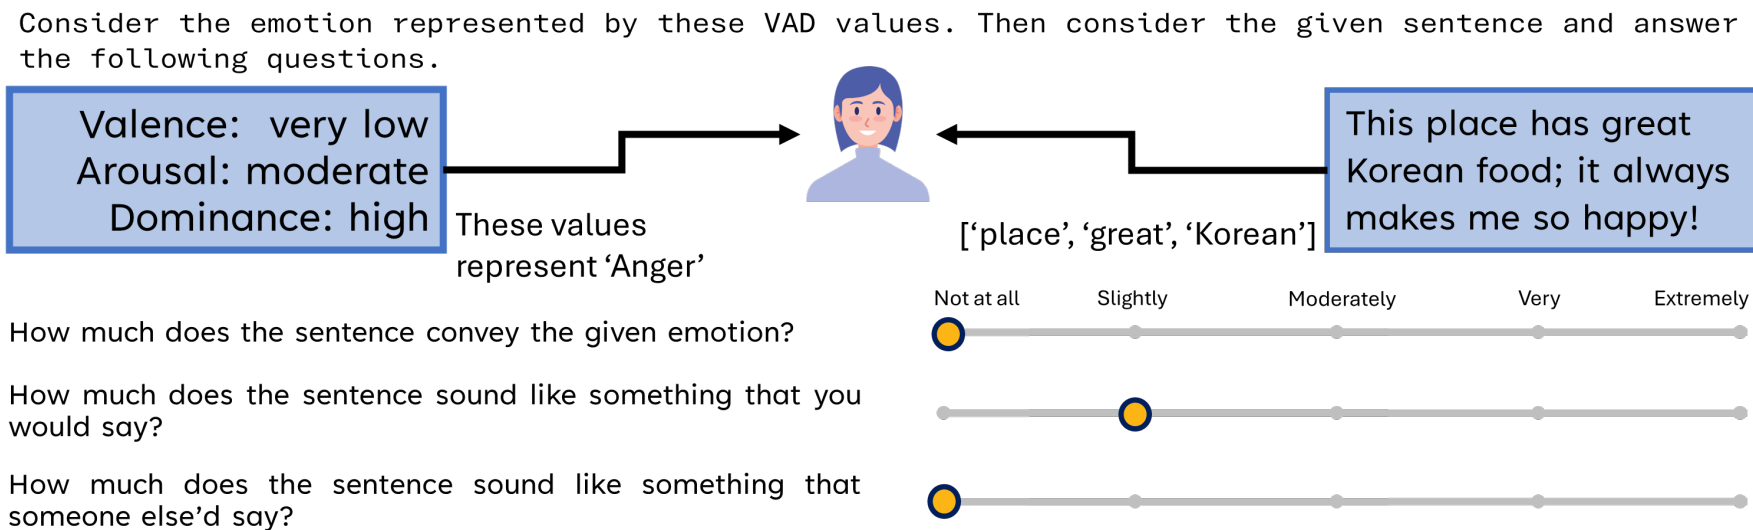 Consider the emotion represented by these VAD values. Then consider the given sentence and answer
the following questions.
Valence: very low
Arousal: moderate
Dominance: high
These values
represent ‘Anger’
This place has great
Korean food; it always
makes me so happy!
[‘place’, ‘great’, ‘Korean’]
Not at all Slightly Moderately Very Extremely
How much does the sentence convey the given emotion?
How much does the sentence sound like something that you
would say?
How much does the sentence sound like something that
someone else’d say?